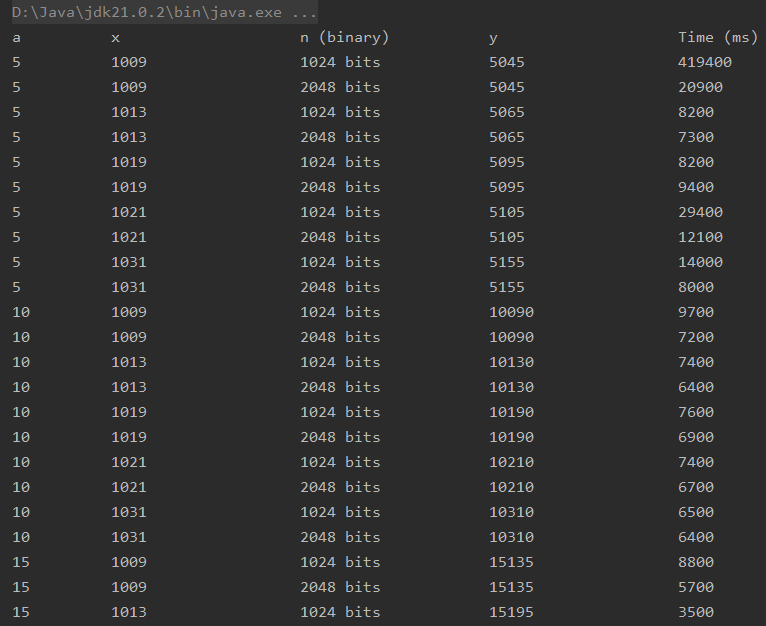 D:\Java\jdk21.0.2\bin\java.exe ...
a x n (binary) y Time (ms)
5 1009 1024 bits 5045 419400
5 1009 2048 bits 5045 20900
5 1013 1024 bits 5065 8200
5 1013 2048 bits 5065 7300
5 1019 1024 bits 5095 8200
5 1019 2048 bits 5095 9400
5 1021 1024 bits 5105 29400
5 1021 2048 bits 5105 12100
5 1031 1024 bits 5155 14000
5 1031 2048 bits 5155 8000
10 1009 1024 bits 10090 9700
10 1009 2048 bits 10090 7200
10 1013 1024 bits 10130 7400
10 1013 2048 bits 10130 6400
10 1019 1024 bits 10190 7600
10 1019 2048 bits 10190 6900
10 1021 1024 bits 10210 7400
10 1021 2048 bits 10210 6700
10 1031 1024 bits 10310 6500
10 1031 2048 bits 10310 6400
15 1009 1024 bits 15135 8800
15 1009 2048 bits 15135 5700
15 1013 1024 bits 15195 3500